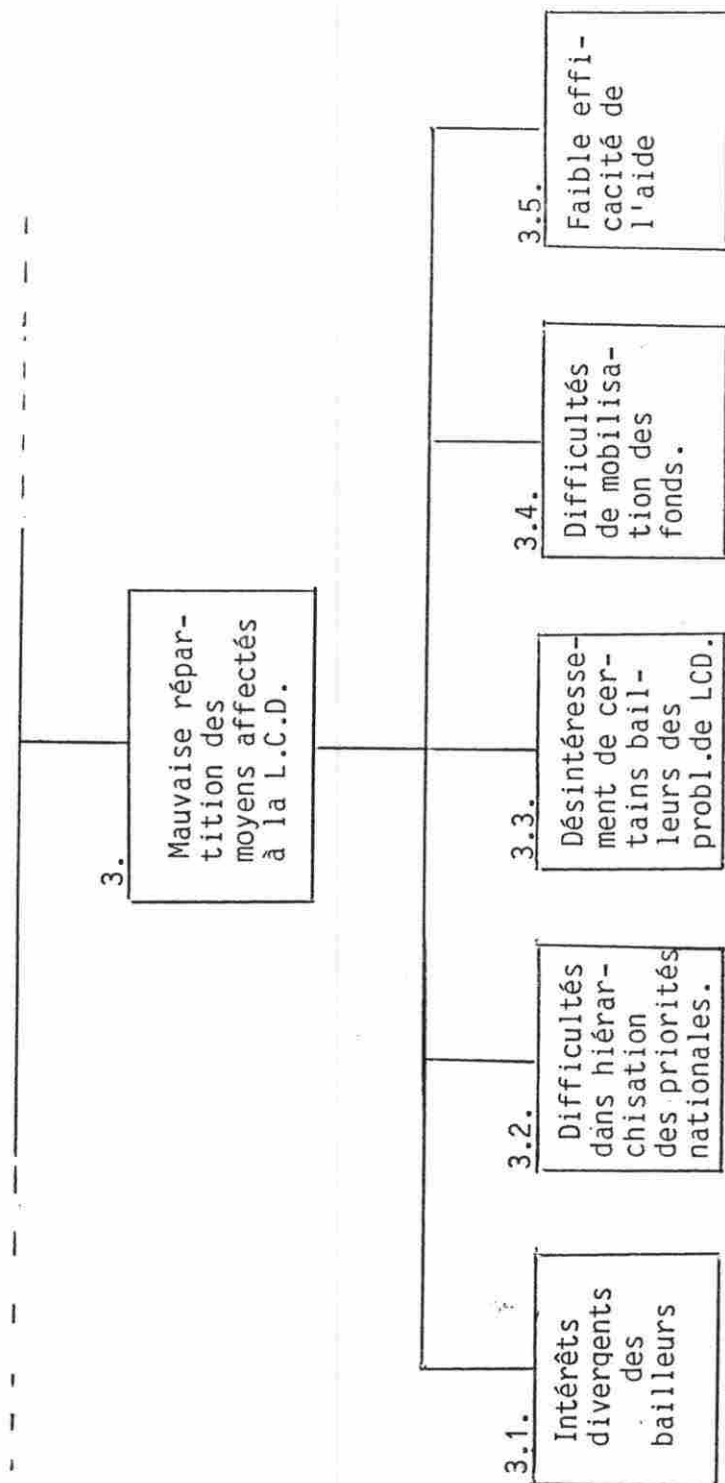 3.
Mauvaise répar-
tition des
moyens affectés
à la L.C.D.
3.1.
Intérêts
divergents
des
bailleurs
3.2.
Difficultés
dans hiérar-
chisation
des priorités
nationales.
3.3.
Désintéresse-
ment de cer-
tains bail-
leurs des
probl.de LCD.
3.4.
Difficultés
de mobilisa-
tion des
fonds.
3.5.
Faible effi-
cacité de
l'aide